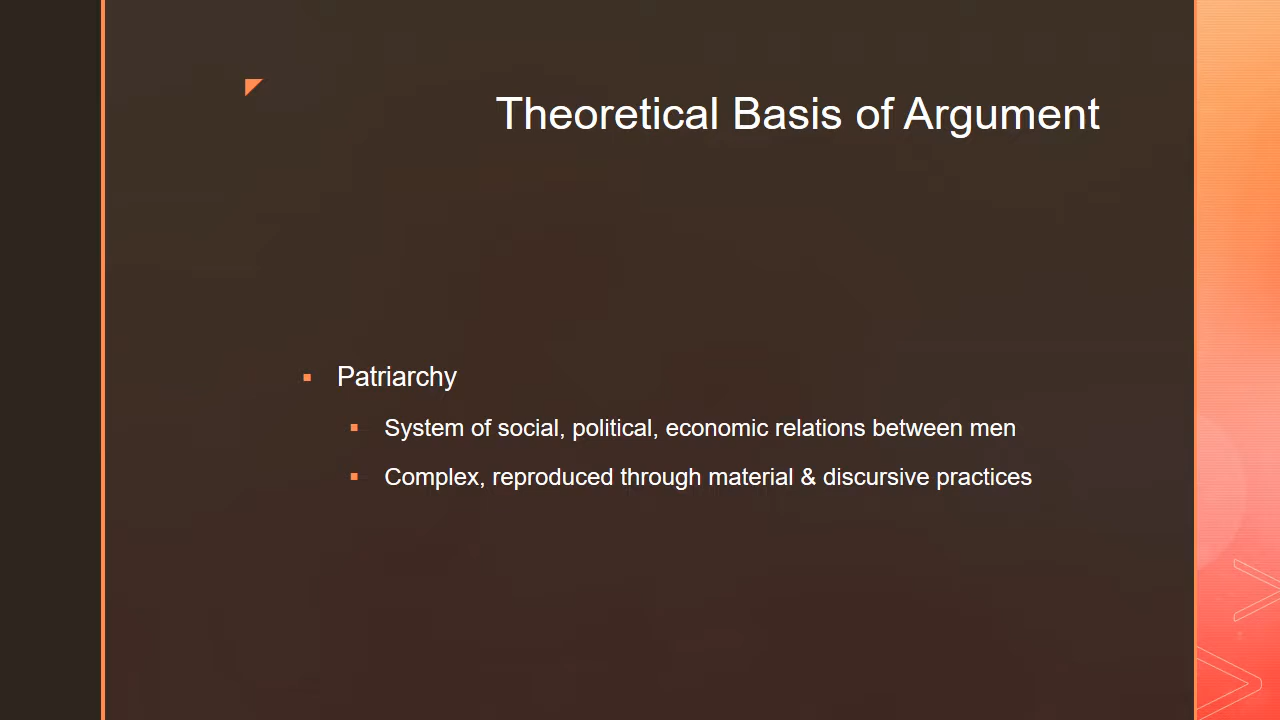 Theoretical Basis of Argument
Patriarchy
System of social, political, economic relations between men
Complex, reproduced through material & discursive practices